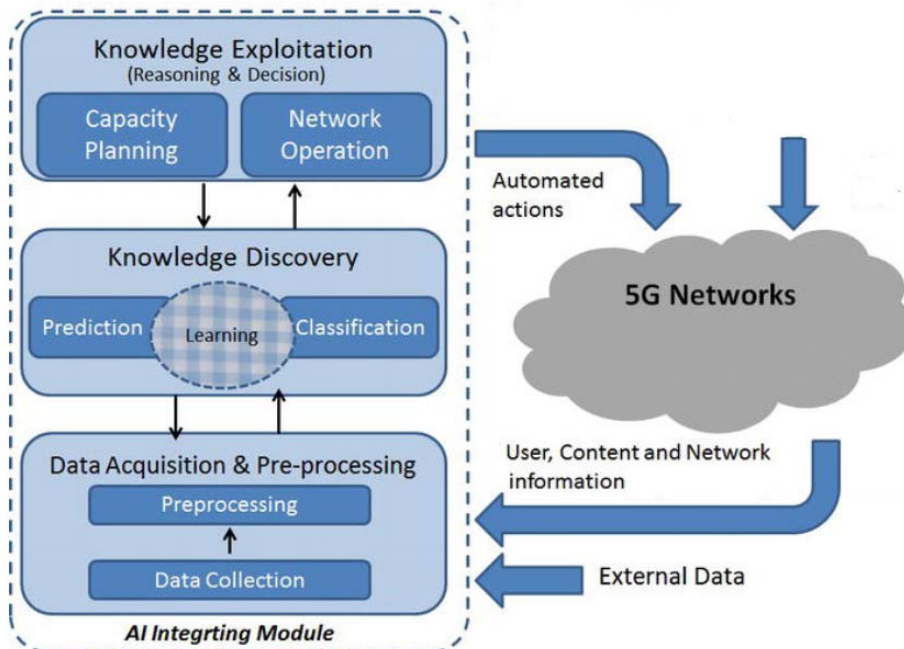 Knowledge Exploitation
(Reasoning & Decision)
Capacity
Planning
Network
Operation
Automated
actions
Knowledge Discovery
Prediction
Learning
Classification
5G Networks
Data Acquisition & Pre-processing
Preprocessing
Data Collection
User, Content and Network
information
External Data
AI Integrting Module